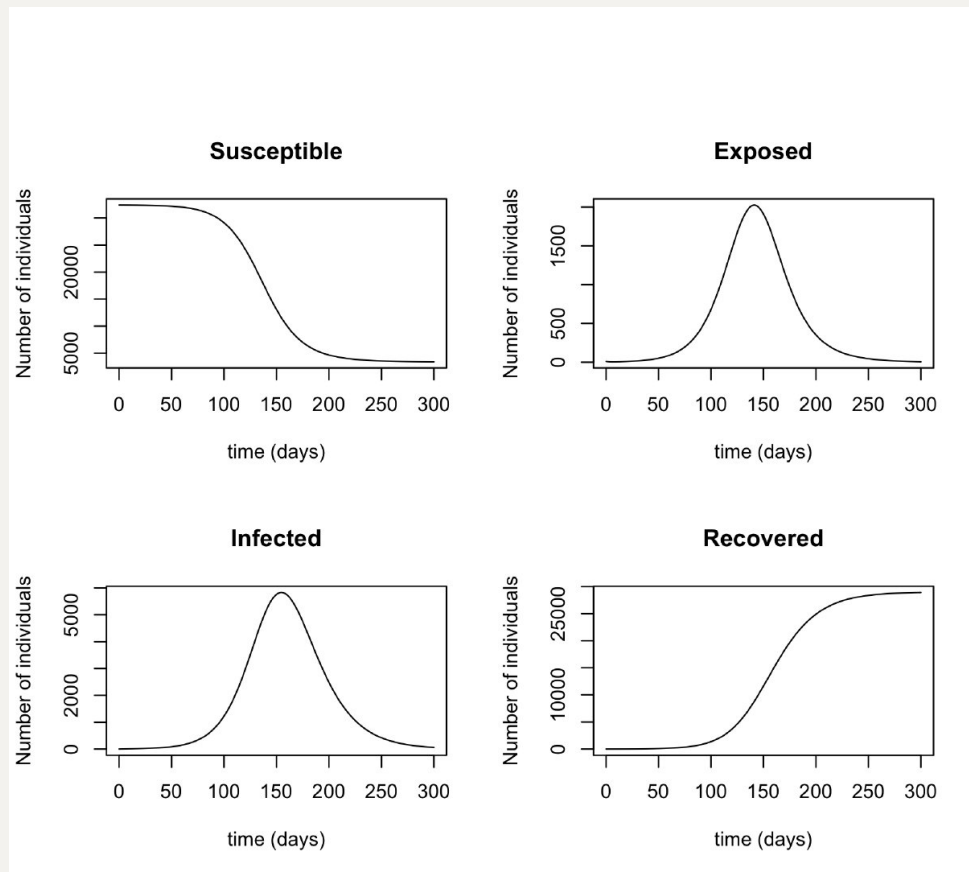 Susceptible
Number of individuals
5000
20000
0 50 100 150 200 250 300
time (days)
Exposed
Number of individuals
0
500
1500
0 50 100 150 200 250 300
time (days)
Infected
Number of individuals
0
2000
5000
0 50 100 150 200 250 300
time (days)
Recovered
Number of individuals
0
10000
25000
0 50 100 150 200 250 300
time (days)